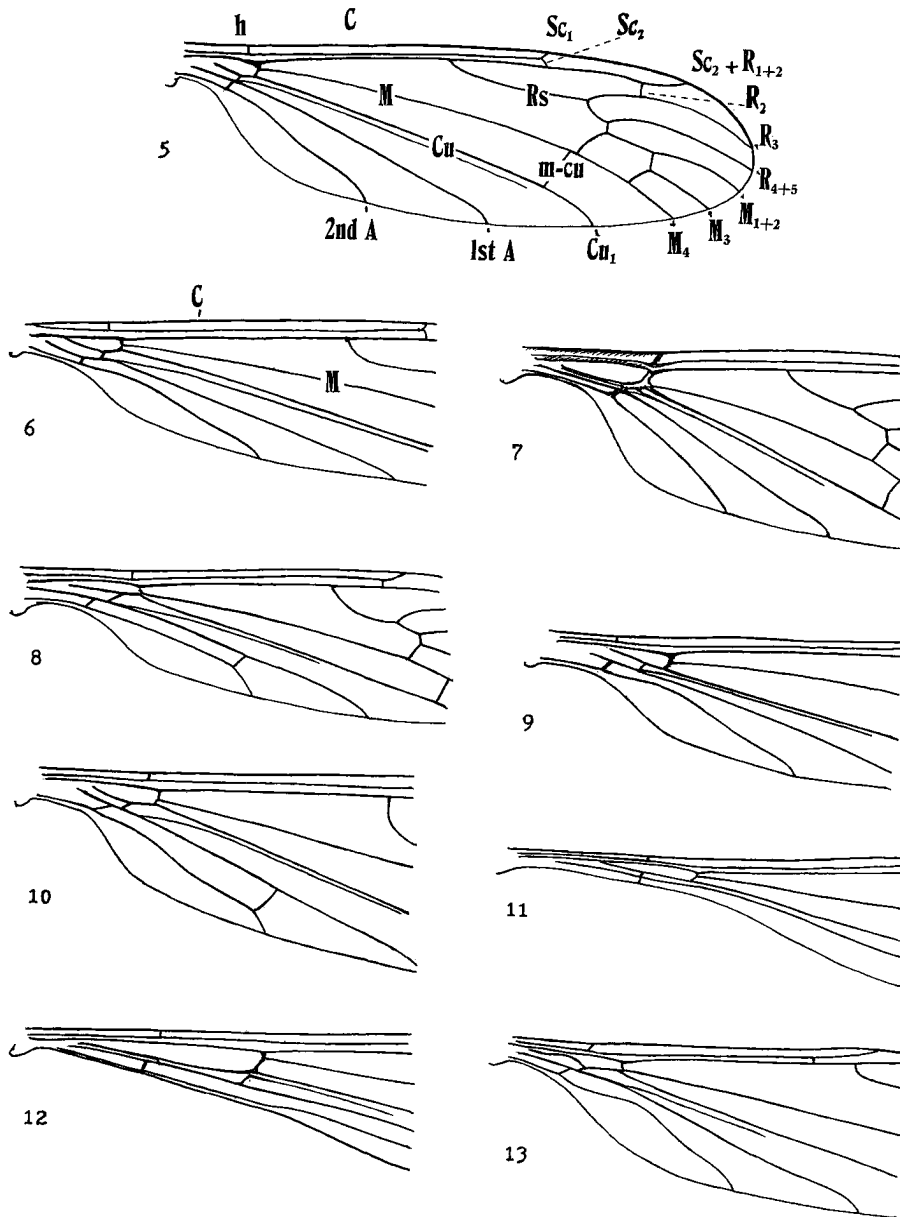 h C Sc₁ Sc₂
Sc₂ + R₁₊₂
M Rs R₂
R₃
5 Cu m-cu R₄₊₅
M₁₊₂
2nd A 1st A Cu₁ M₄ M₃
C
M
6
7
8
9
10
11
12
13